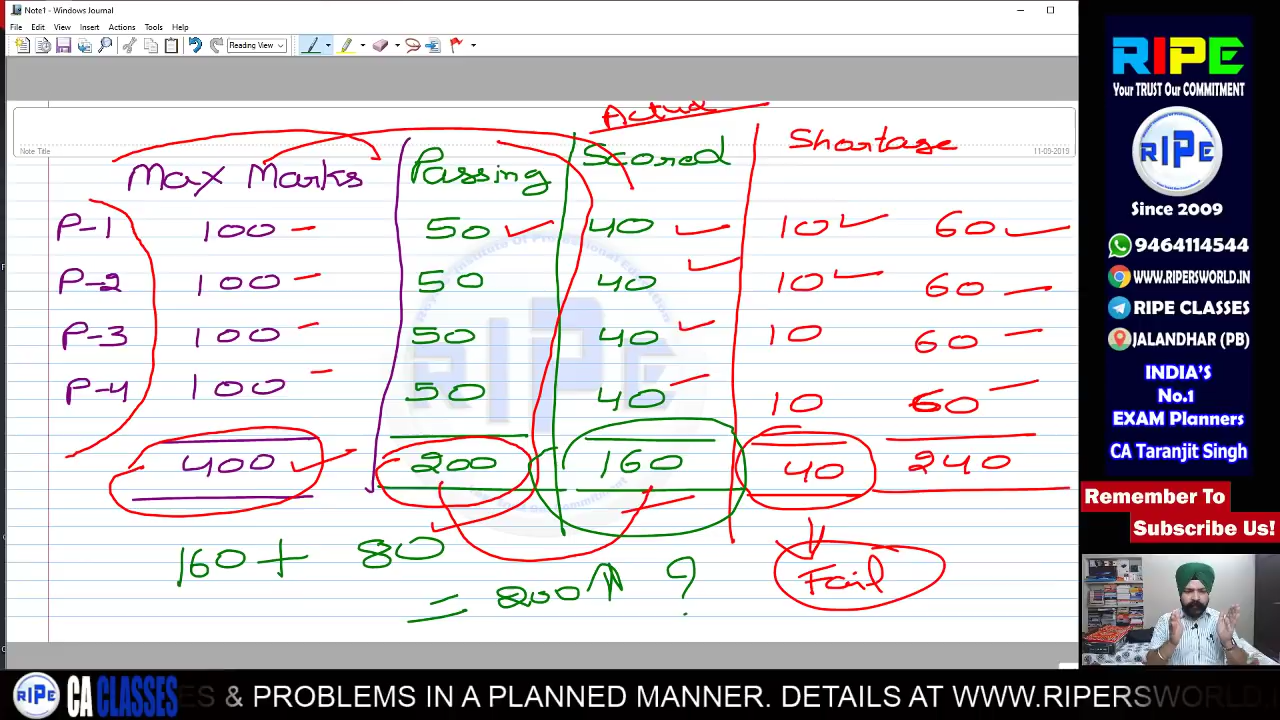 Note1 - Windows Journal
File Edit View Insert Actions Tools Help
Reading View
Note Title
11-09-2019
Actual
Max Marks Passing Scored Shortage
P-1 100 50 40 10 60
P-2 100 50 40 10 60
P-3 100 50 40 10 60
P-4 100 50 40 10 60
400 200 160 40 240
160 + 80
= 200 ?
Fail
RIPE
Your TRUST Our COMMITMENT
RIPE
Since 2009
9464114544
WWW.RIPERSWORLD.IN
RIPE CLASSES
JALANDHAR (PB)
INDIA'S
No.1
EXAM Planners
CA Taranjit Singh
Remember To
Subscribe Us!
RIPE CA CLASSES
ES & PROBLEMS IN A PLANNED MANNER. DETAILS AT WWW.RIPERSWORL